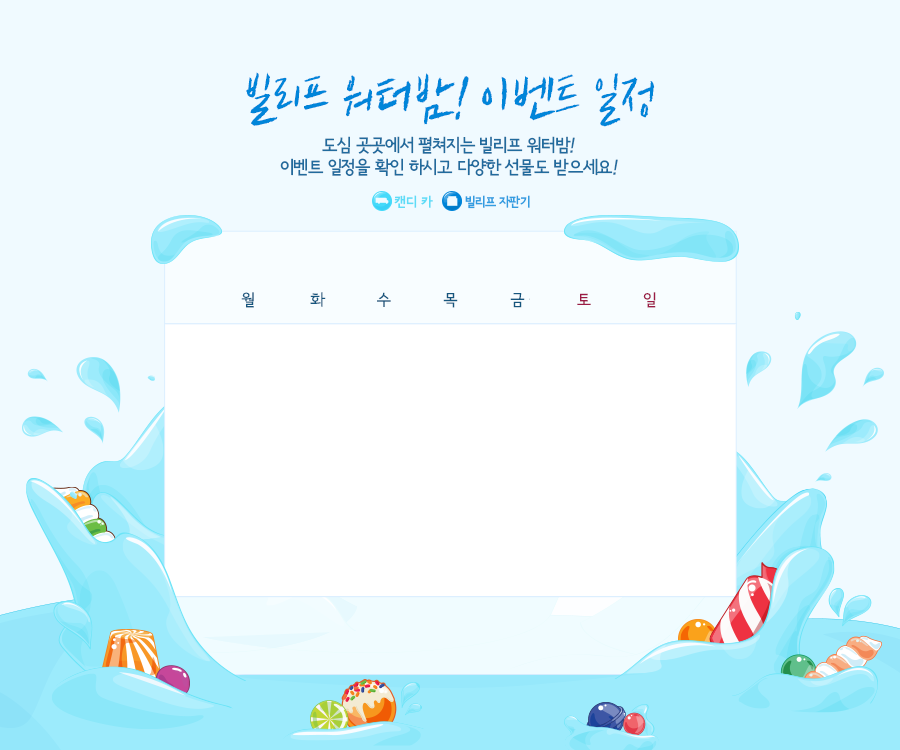 빌리프 워터밤! 이벤트 일정
도심 곳곳에서 펼쳐지는 빌리프 워터밤!
이벤트 일정을 확인 하시고 다양한 선물도 받으세요!
캔디 카 빌리프 자판기
월 화 수 목 금 토 일